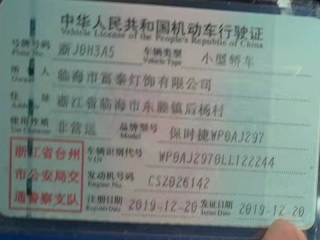 中华人民共和国机动车行驶证
Vehicle License of the People's Republic of China
号牌号码 浙J0H3A5 车辆类型 小型轿车
Vehicle Type
所有人 临海市富泰灯饰有限公司
住址 浙江省临海市永胜镇后杨村
使用性质 非营运 品牌型号 保时捷WP0AJ297
Use Character Model
浙江省台州
市公安局交
通警察支队
车辆识别代号 WP0AJ2970LL122244
VIN
发动机号码 CSZ026142
Engine No.
注册日期 2019-12-20 发证日期 2019-12-20
Register Date Issue Date